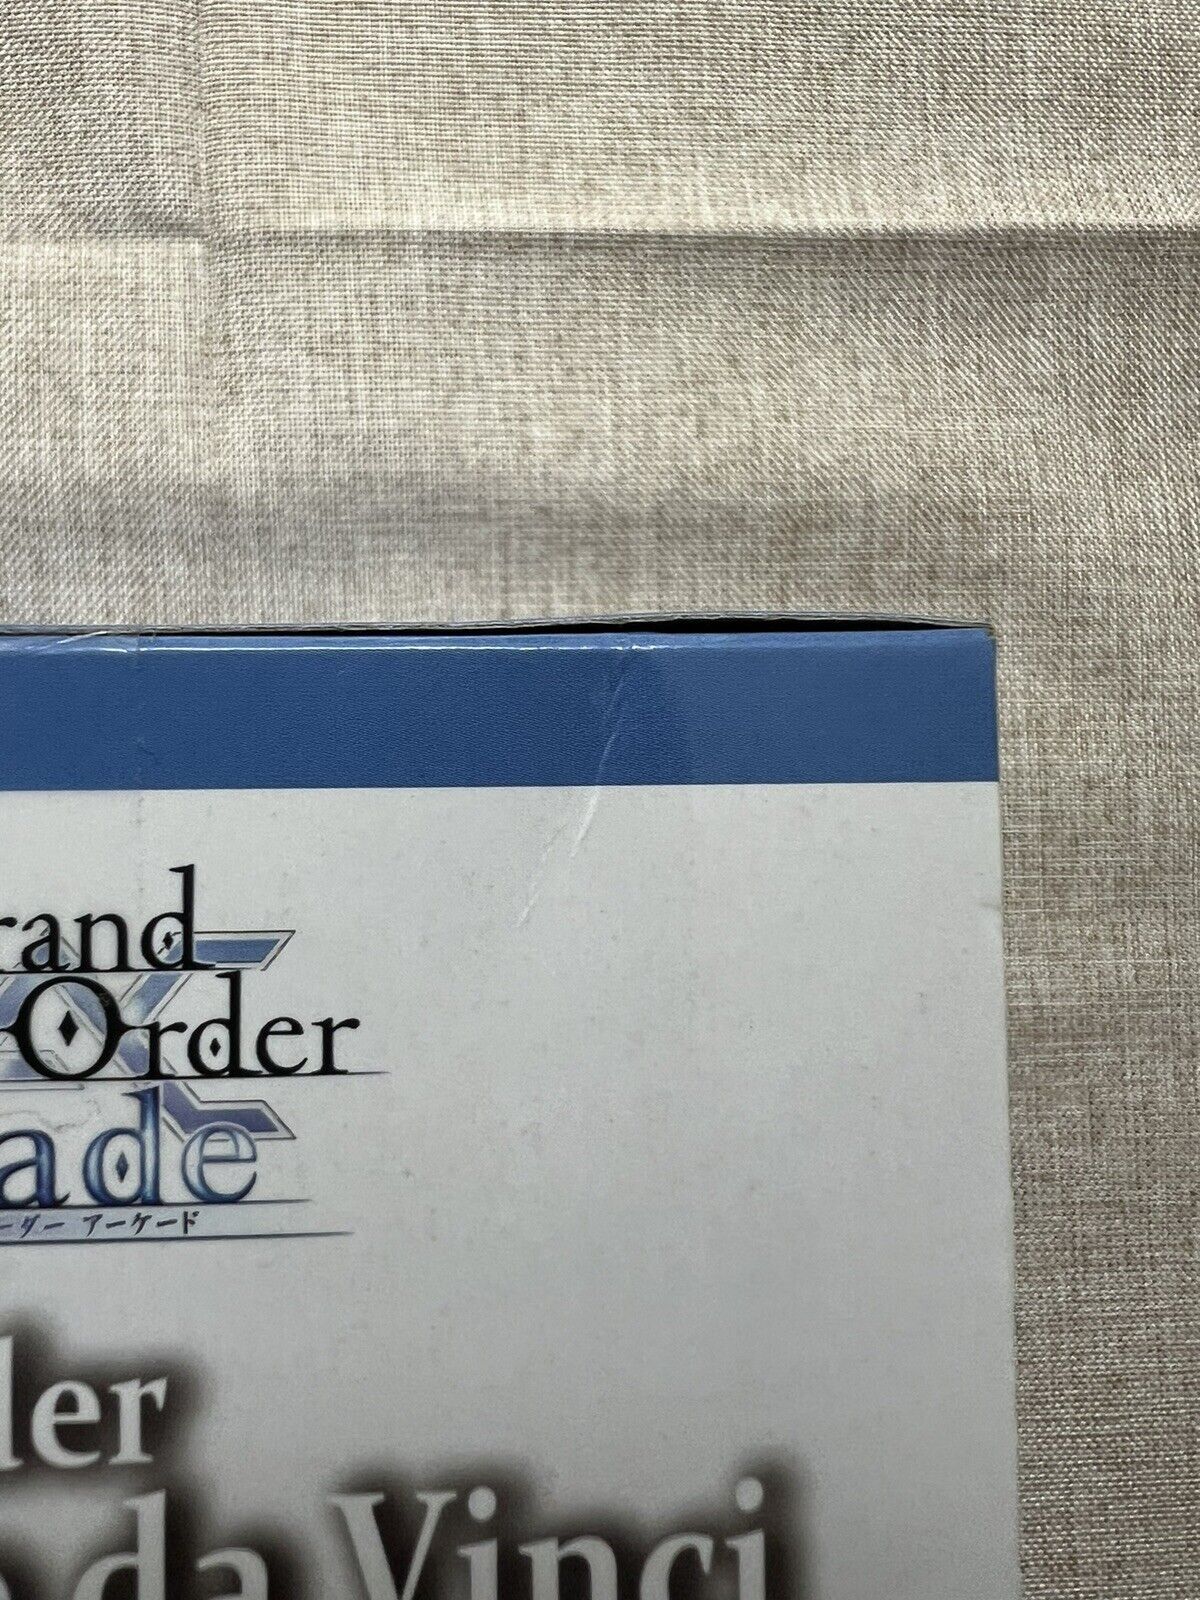 rand
Order
ade
ーダー アーケード
der
da Vinci